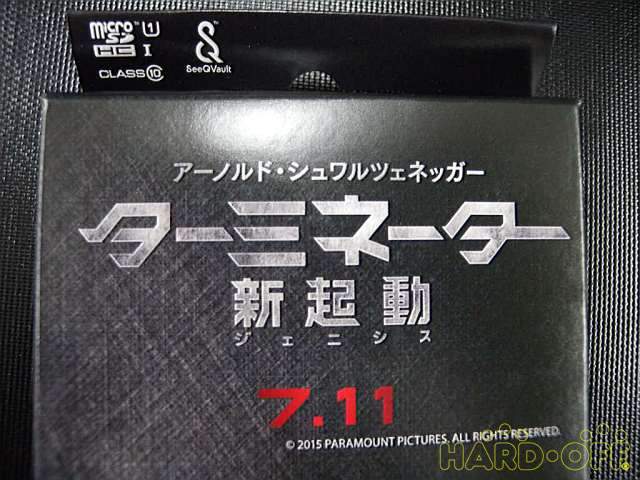 micro SD HC U1 I
CLASS10
SeeQVault
TM
アーノルド・シュワルツェネッガー
ターミネーター
新起動
ジェニシス
7.11
© 2015 PARAMOUNT PICTURES. ALL RIGHTS RESERVED.
HARD-OFF